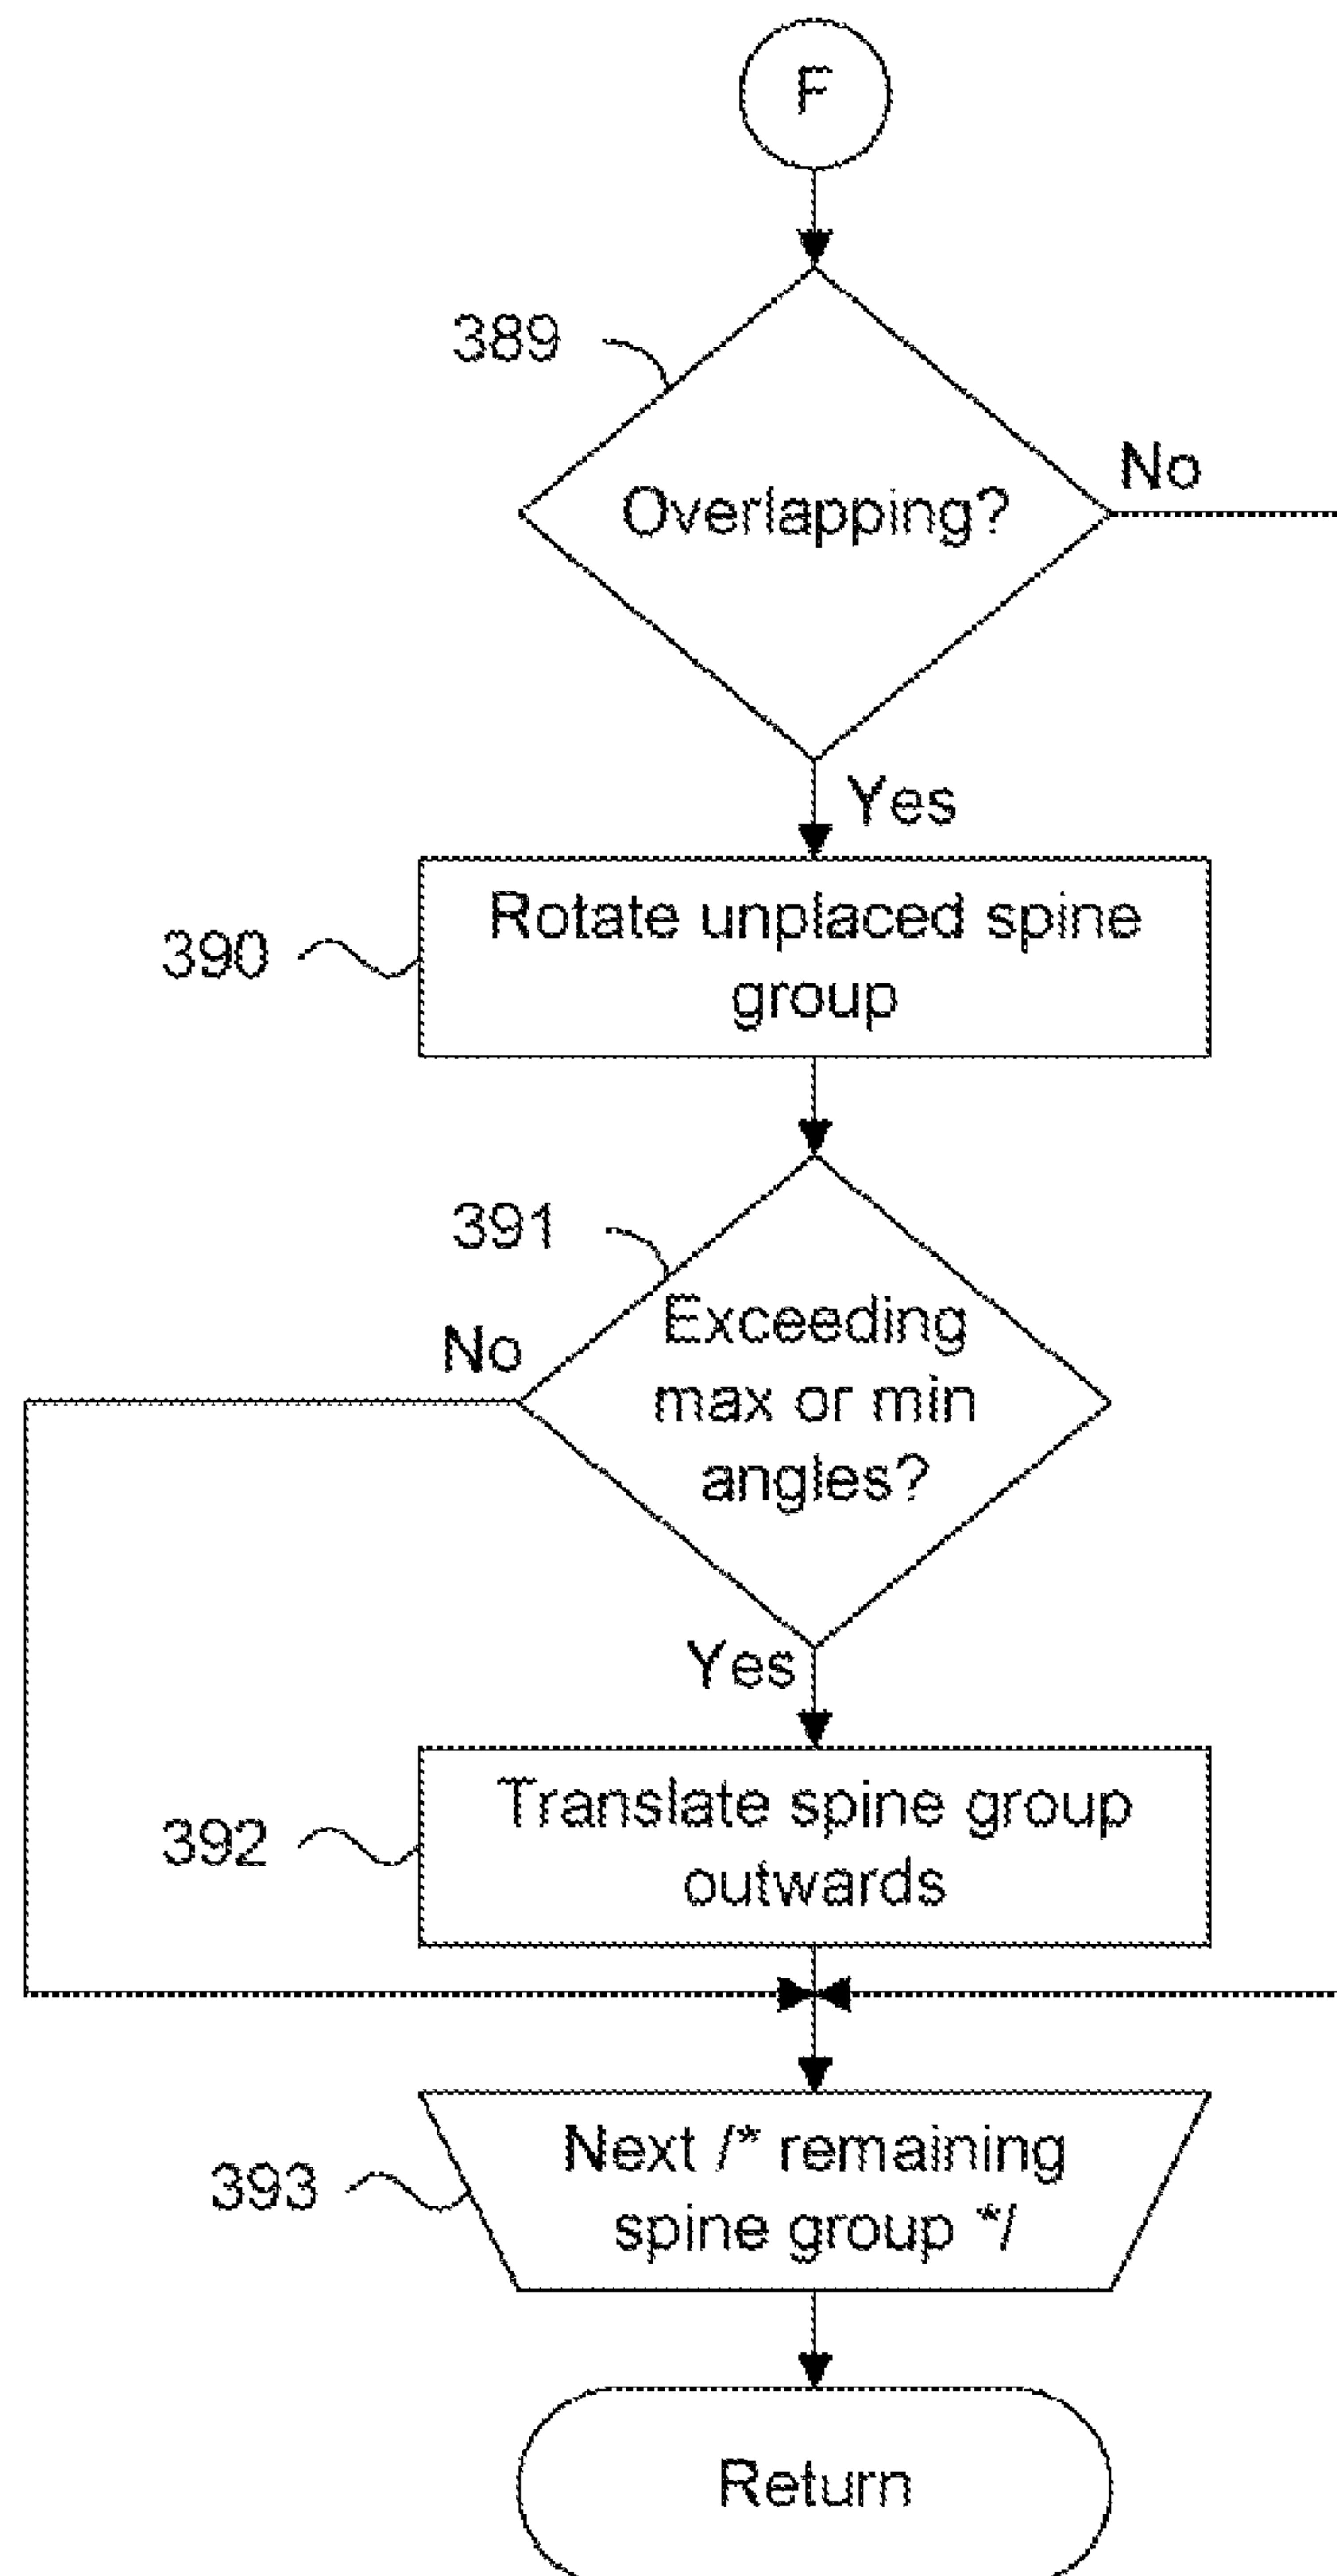 F
389
Overlapping?
No
Yes
390
Rotate unplaced spine
group
391
No
Exceeding
max or min
angles?
Yes
392
Translate spine group
outwards
393
Next /* remaining
spine group */
Return